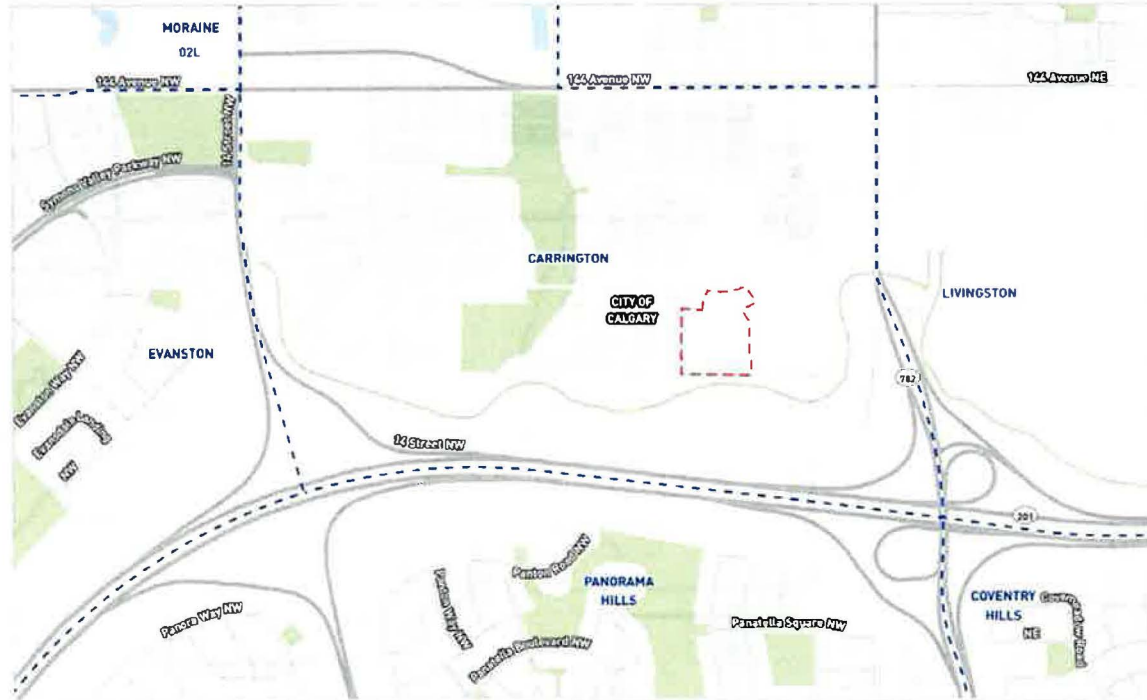 MORAINE
02L
144 Avenue NW
144 Avenue NW
144 Avenue NE
14 Street NW
Symons Valley Parkway NW
CARRINGTON
CITY OF
CALGARY
LIVINGSTON
EVANSTON
Evanston Way NW
Evansdale Landing
NW
782
14 Street NW
201
Panton Road NW
PANORAMA
HILLS
Panton Way NW
COVENTRY
HILLS
NE
Panora Way NW
Panatella Square NW
Panatella Boulevard NW